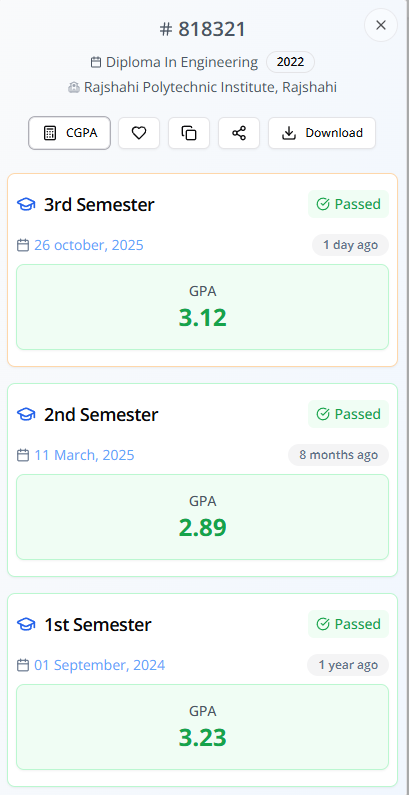 # 818321
Diploma In Engineering 2022
Rajshahi Polytechnic Institute, Rajshahi
CGPA Download
3rd Semester Passed
26 october, 2025 1 day ago
GPA
3.12
2nd Semester Passed
11 March, 2025 8 months ago
GPA
2.89
1st Semester Passed
01 September, 2024 1 year ago
GPA
3.23